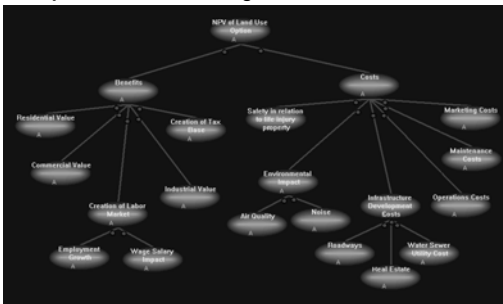 NPV of Land Use
Option
Benefits
Costs
Residential Value
Creation of Tax
Base
Safety in relation
to life injury
property
Marketing Costs
Commercial Value
Maintenance
Costs
Industrial Value
Environmental
Impact
Creation of Labor
Market
Infrastructure
Development
Costs
Operations Costs
Air Quality
Noise
Employment
Growth
Wage Salary
Impact
Roadways
Water Sewer
Utility Cost
Real Estate